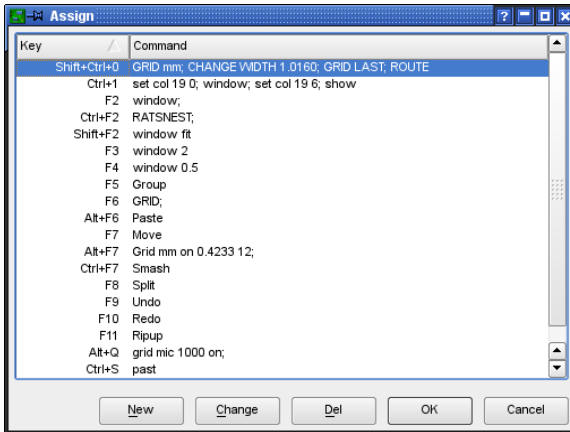 Assign
Key Command
Shift+Ctrl+0 GRID mm; CHANGE WIDTH 1.0160; GRID LAST; ROUTE
Ctrl+1 set col 19 0; window; set col 19 6; show
F2 window;
Ctrl+F2 RATSNEST;
Shift+F2 window fit
F3 window 2
F4 window 0.5
F5 Group
F6 GRID;
Alt+F6 Paste
F7 Move
Alt+F7 Grid mm on 0.4233 12;
Ctrl+F7 Smash
F8 Split
F9 Undo
F10 Redo
F11 Ripup
Alt+Q grid mic 1000 on;
Ctrl+S past
New Change Del OK Cancel